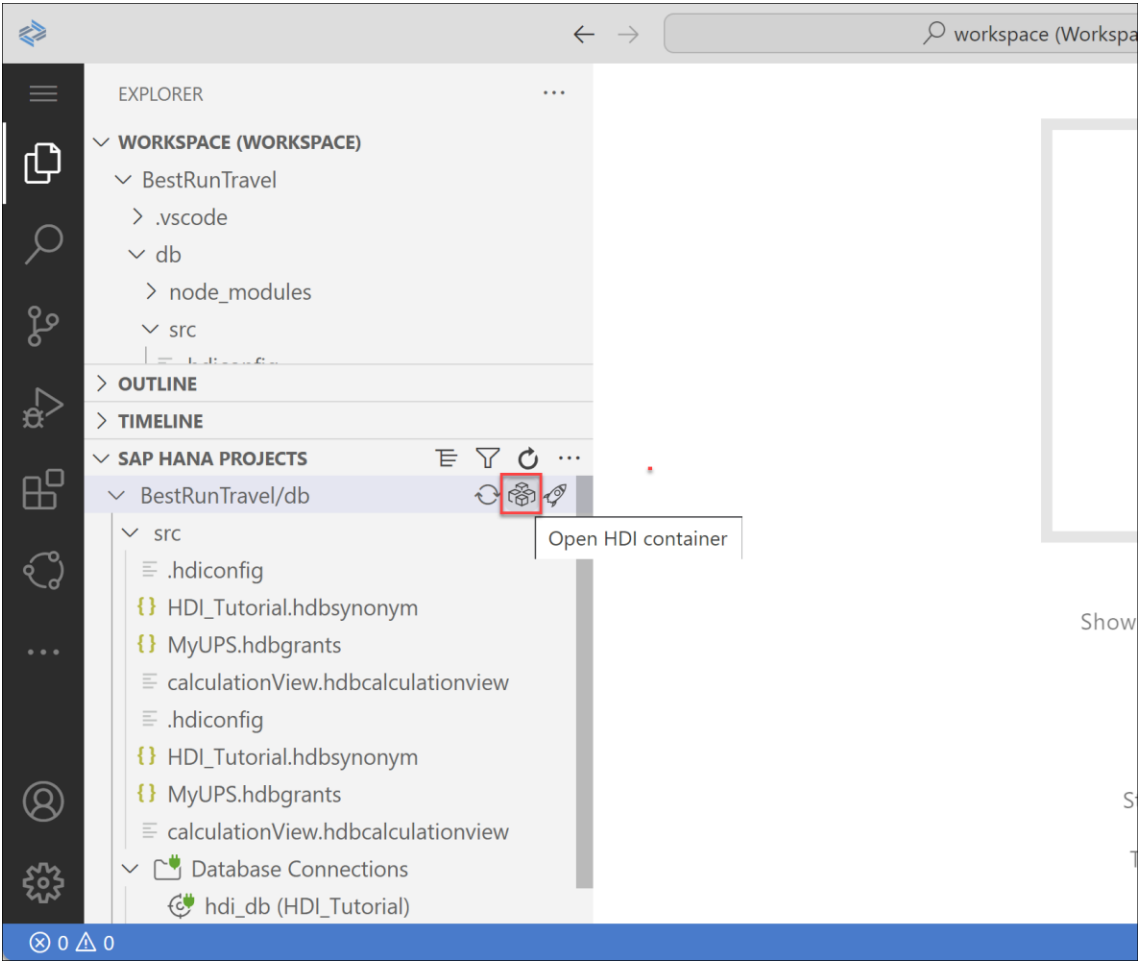 workspace (Workspa
EXPLORER
WORKSPACE (WORKSPACE)
BestRunTravel
.vscode
db
node_modules
src
.hdiconfig
OUTLINE
TIMELINE
SAP HANA PROJECTS
BestRunTravel/db
Open HDI container
src
.hdiconfig
HDI_Tutorial.hdbsynonym
MyUPS.hdbgrants
Show
calculationView.hdbcalculationview
.hdiconfig
HDI_Tutorial.hdbsynonym
MyUPS.hdbgrants
St
calculationView.hdbcalculationview
Database Connections
hdi_db (HDI_Tutorial)
0 0